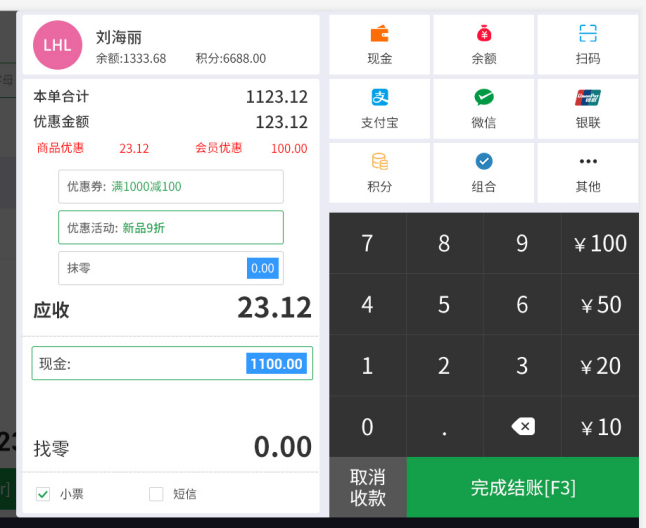 LHL
刘海丽
余额:1333.68 积分:6688.00
本单合计 1123.12
优惠金额 123.12
商品优惠 23.12 会员优惠 100.00
优惠券: 满1000减100
优惠活动: 新品9折
抹零 0.00
应收 23.12
现金: 1100.00
找零 0.00
小票 短信
现金 余额 扫码
支付宝 微信 银联
积分 组合 其他
7 8 9 ¥100
4 5 6 ¥50
1 2 3 ¥20
0 . ¥10
取消
收款
完成结账[F3]